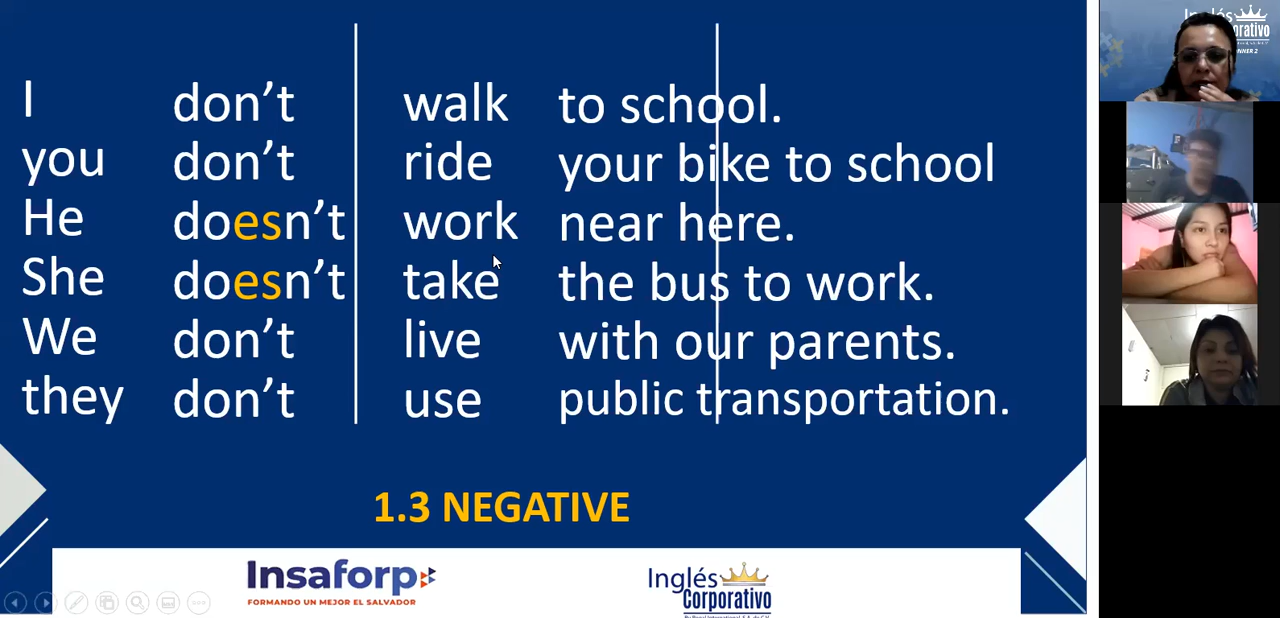 I don't walk to school.
you don't ride your bike to school
He doesn't work near here.
She doesn't take the bus to work.
We don't live with our parents.
they don't use public transportation.
1.3 NEGATIVE
Insaforp
FORMANDO UN MEJOR EL SALVADOR
Inglés
Corporativo